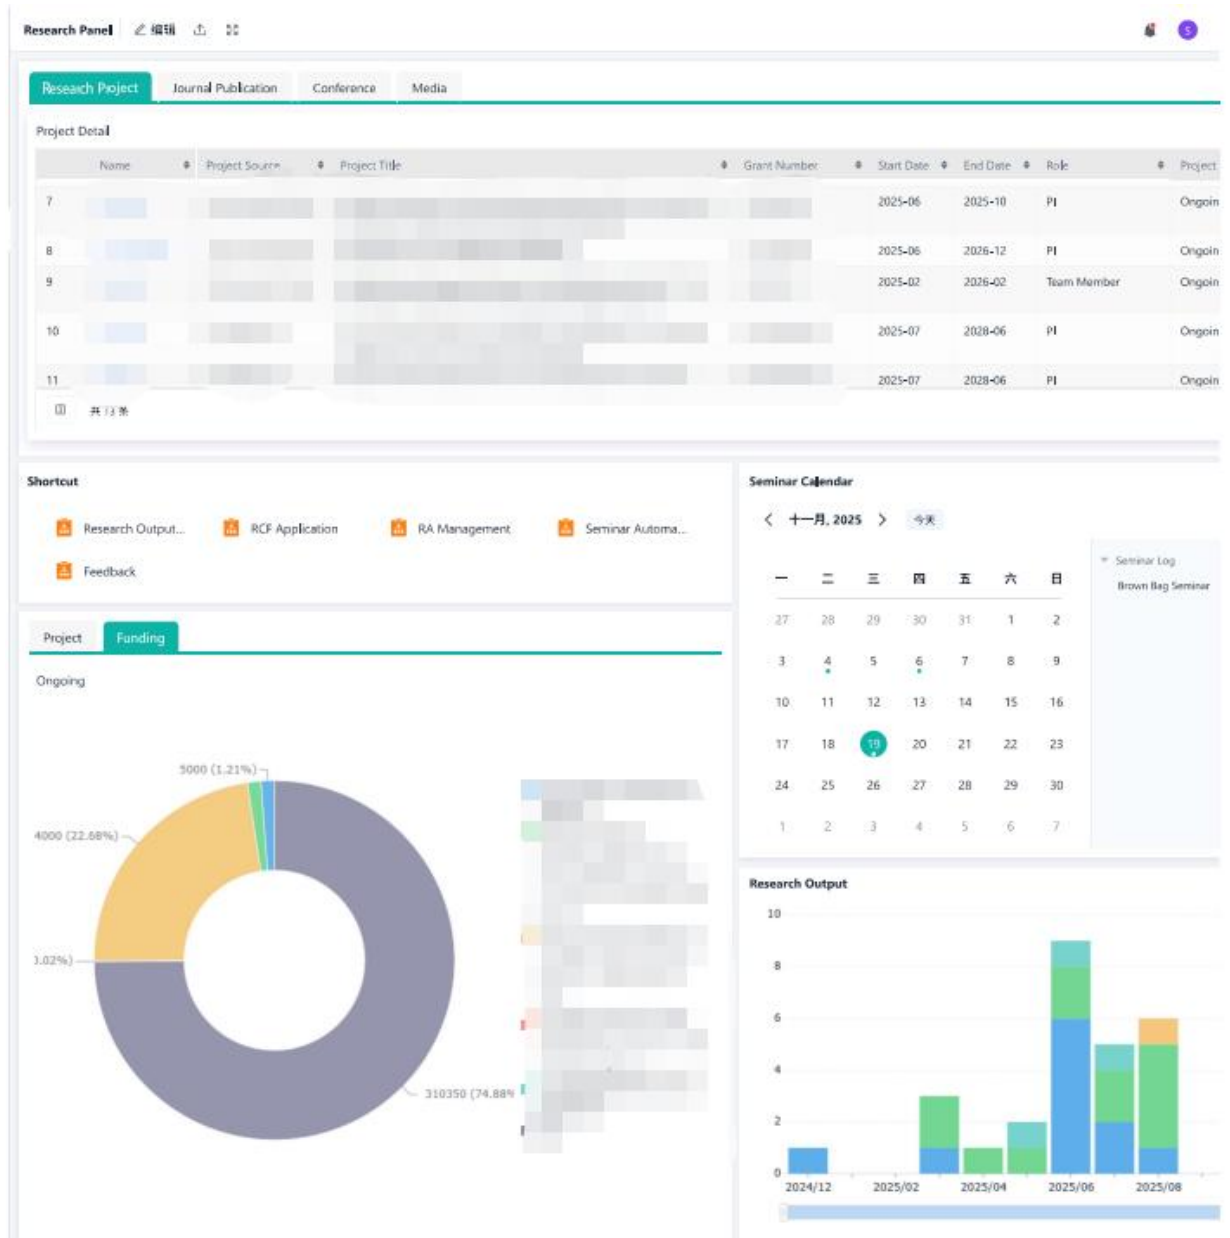 Research Panel 编辑
S
Research Project Journal Publication Conference Media
Project Detail
Name Project Source Project Title Grant Number Start Date End Date Role Project
7 2025-06 2025-10 PI Ongoin
8 2025-06 2026-12 PI Ongoin
9 2025-02 2026-02 Team Member Ongoin
10 2025-07 2028-06 PI Ongoin
11 2025-07 2028-06 PI Ongoin
共 13 条
Shortcut
Research Output... RCF Application RA Management Seminar Automa...
Feedback
Project Funding
Ongoing
5000 (1.21%)
4000 (22.68%)
.02%)
310350 (74.88%
Seminar Calendar
十一月, 2025 今天
一 二 三 四 五 六 日
27 28 29 30 31 1 2
3 4 5 6 7 8 9
10 11 12 13 14 15 16
17 18 19 20 21 22 23
24 25 26 27 28 29 30
1 2 3 4 5 6 7
Seminar Log
Brown Bag Seminar
Research Output
10
8
6
4
2
0
2024/12 2025/02 2025/04 2025/06 2025/08